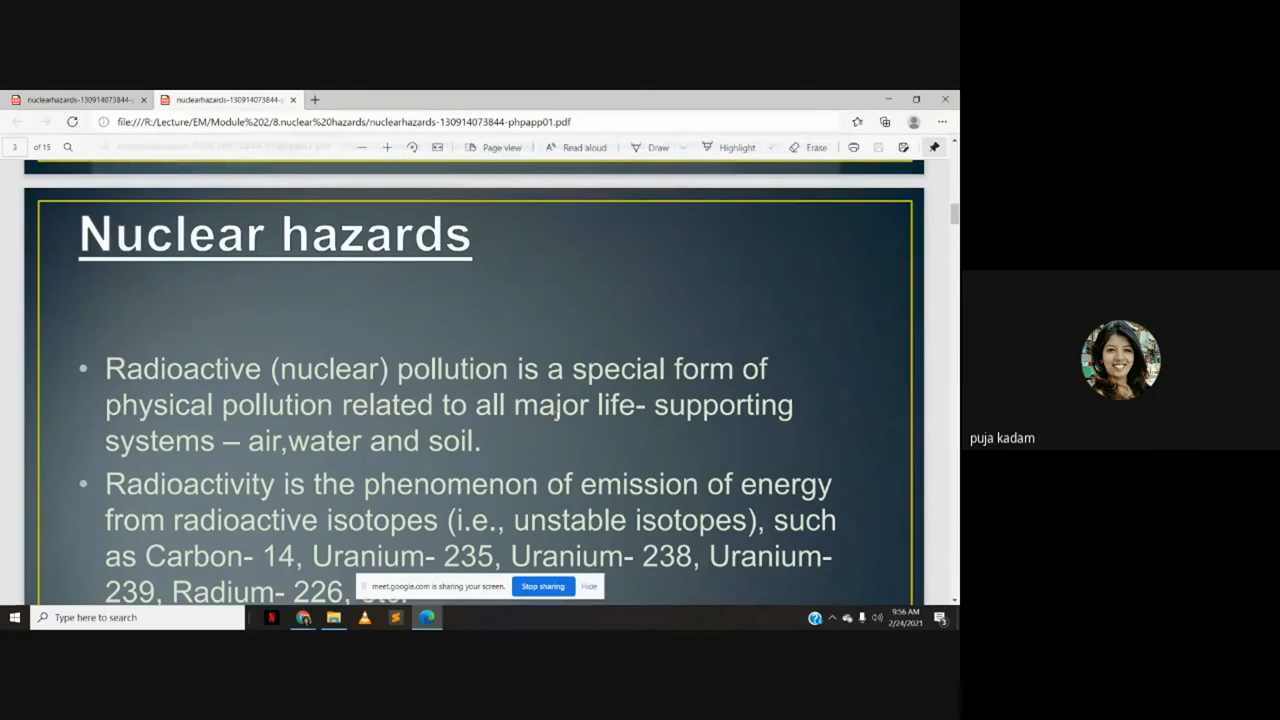 nuclearhazards-130914073844-p
nuclearhazards-130914073844-p
file:///R:/Lecture/EM/Module%202/8.nuclear%20hazards/nuclearhazards-130914073844-phpapp01.pdf
3 of 15 Page view Read aloud Draw Highlight Erase
Nuclear hazards
• Radioactive (nuclear) pollution is a special form of
physical pollution related to all major life- supporting
systems – air,water and soil.
• Radioactivity is the phenomenon of emission of energy
from radioactive isotopes (i.e., unstable isotopes), such
as Carbon- 14, Uranium- 235, Uranium- 238, Uranium-
239, Radium- 226, etc.
meet.google.com is sharing your screen. Stop sharing Hide
Type here to search
9:56 AM
2/24/2021
puja kadam